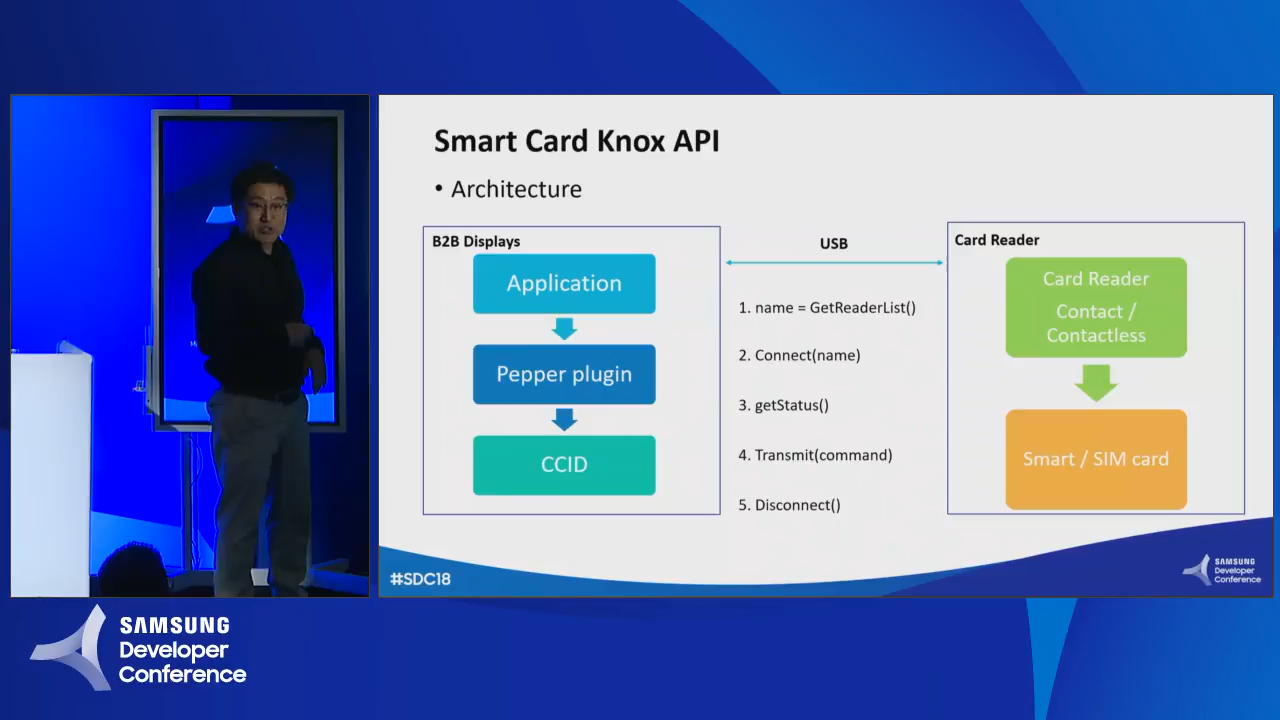 Smart Card Knox API
• Architecture
B2B Displays
Application
Pepper plugin
CCID
USB
1. name = GetReaderList()
2. Connect(name)
3. getStatus()
4. Transmit(command)
5. Disconnect()
Card Reader
Card Reader
Contact /
Contactless
Smart / SIM card
#SDC18
SAMSUNG
Developer
Conference
SAMSUNG
Developer
Conference